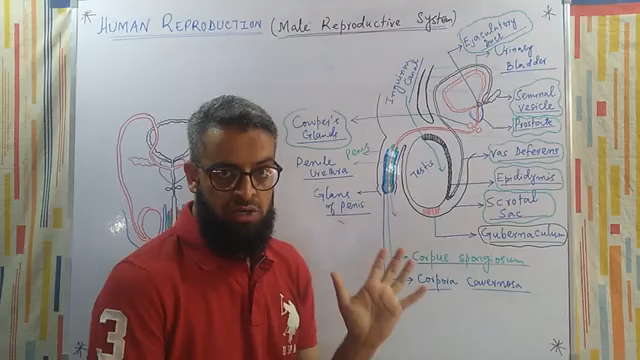 HUMAN REPRODUCTION (Male Reproductive System)
Ejaculatory
Duct
Urinary
Bladder
Inguinal
Canal
Seminal
Vesicle
Prostate
Cowper's
Glands
Penis
Penile
Urethra
Glans
of Penis
Testis
Vas Deferens
Epididymis
Scrotal
Sac
Gubernaculum
Corpus spongiosum
Corpora cavernosa
3
U.S.P.A.